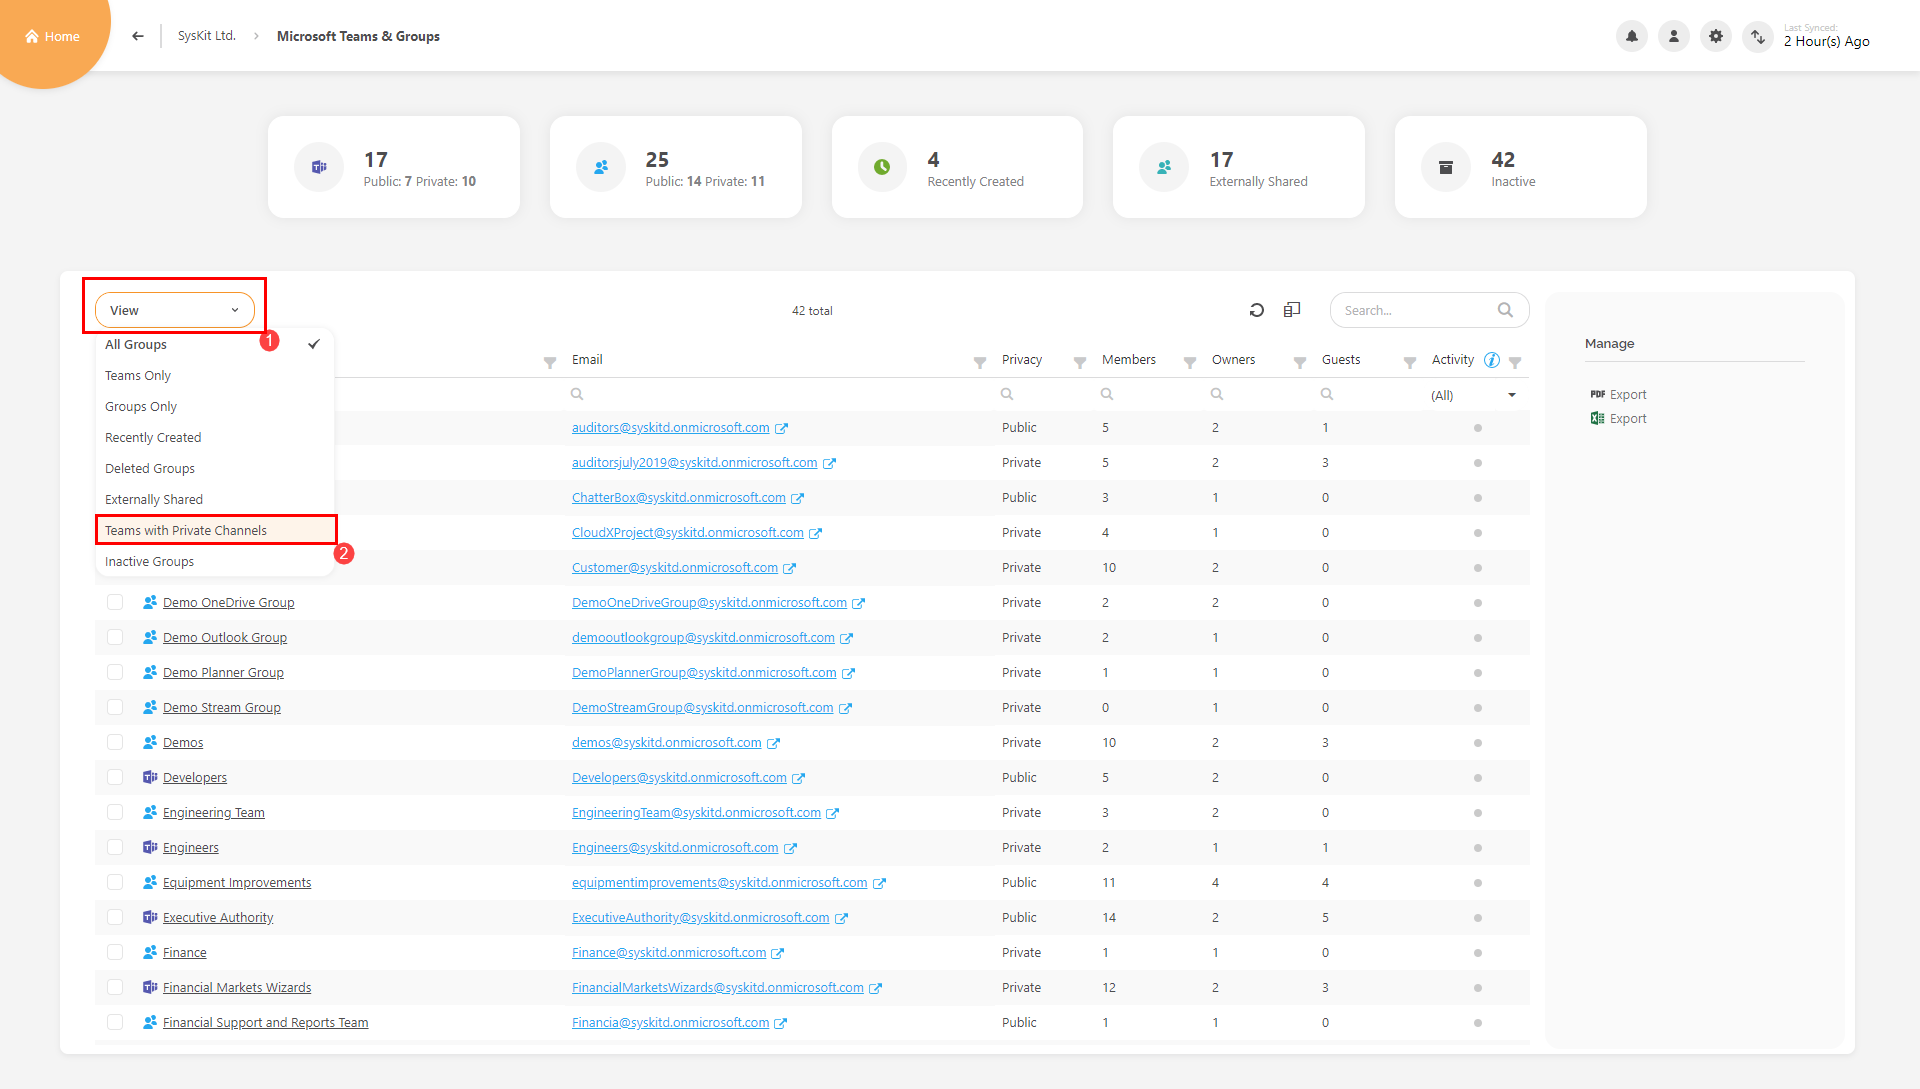 Home
SysKit Ltd. > Microsoft Teams & Groups
Last Synced:
2 Hour(s) Ago
17
Public: 7 Private: 10
25
Public: 14 Private: 11
4
Recently Created
17
Externally Shared
42
Inactive
View
42 total
Search...
1
All Groups
Teams Only
Groups Only
Recently Created
Deleted Groups
Externally Shared
Teams with Private Channels
2
Inactive Groups
Email Privacy Members Owners Guests Activity
(All)
auditors@syskitd.onmicrosoft.com Public 5 2 1
auditorsjuly2019@syskitd.onmicrosoft.com Private 5 2 3
ChatterBox@syskitd.onmicrosoft.com Public 3 1 0
CloudXProject@syskitd.onmicrosoft.com Private 4 1 0
Customer@syskitd.onmicrosoft.com Private 10 2 0
Demo OneDrive Group DemoOneDriveGroup@syskitd.onmicrosoft.com Private 2 2 0
Demo Outlook Group demooutlookgroup@syskitd.onmicrosoft.com Private 2 1 0
Demo Planner Group DemoPlannerGroup@syskitd.onmicrosoft.com Private 1 1 0
Demo Stream Group DemoStreamGroup@syskitd.onmicrosoft.com Private 0 1 0
Demos demos@syskitd.onmicrosoft.com Private 10 2 3
Developers Developers@syskitd.onmicrosoft.com Public 5 2 0
Engineering Team EngineeringTeam@syskitd.onmicrosoft.com Private 3 2 0
Engineers Engineers@syskitd.onmicrosoft.com Private 2 1 1
Equipment Improvements equipmentimprovements@syskitd.onmicrosoft.com Public 11 4 4
Executive Authority ExecutiveAuthority@syskitd.onmicrosoft.com Public 14 2 5
Finance Finance@syskitd.onmicrosoft.com Private 1 1 0
Financial Markets Wizards FinancialMarketsWizards@syskitd.onmicrosoft.com Private 12 2 3
Financial Support and Reports Team Financia@syskitd.onmicrosoft.com Public 1 1 0
Manage
PDF Export
Export